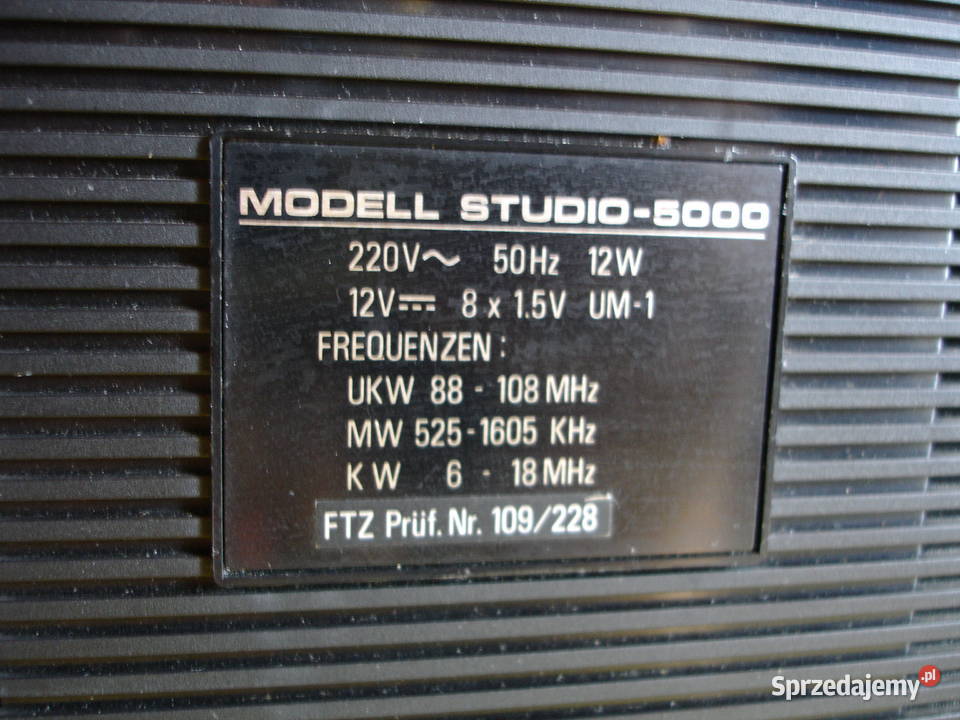 MODELL STUDIO-5000
220V~ 50Hz 12W
12V⎓ 8 x 1.5V UM-1
FREQUENZEN :
UKW 88 - 108 MHz
MW 525-1605 KHz
KW 6 - 18 MHz
FTZ Prüf. Nr. 109/228
Sprzedajemy.pl